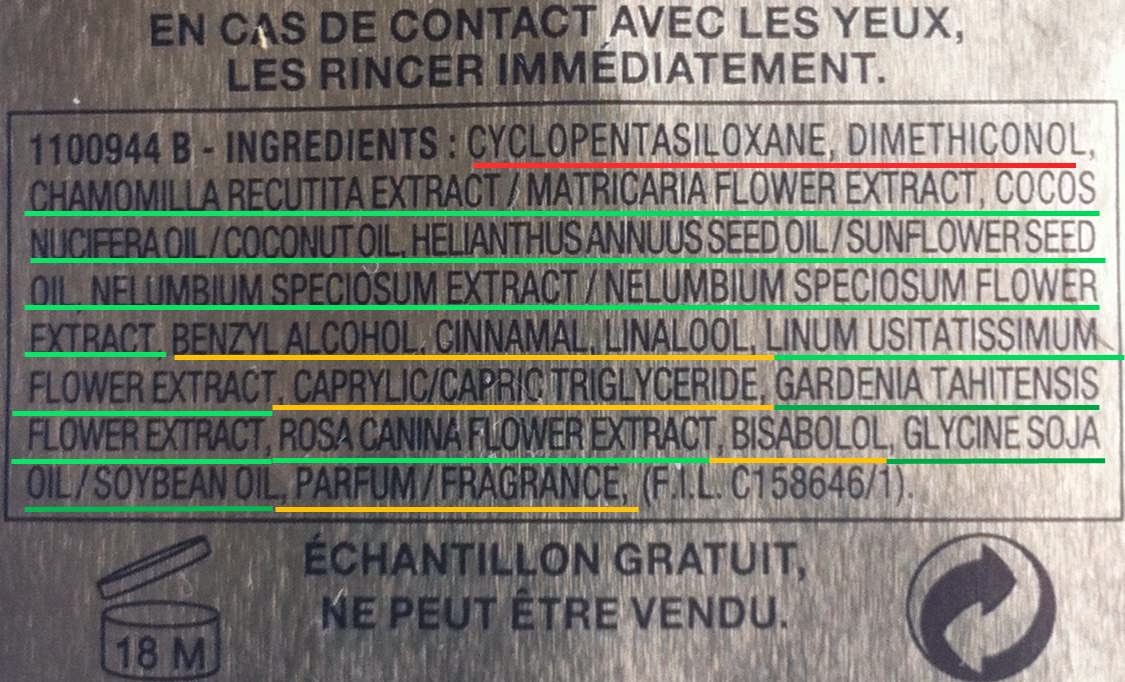 EN CAS DE CONTACT AVEC LES YEUX,
LES RINCER IMMÉDIATEMENT.
1100944 B - INGREDIENTS : CYCLOPENTASILOXANE, DIMETHICONOL,
CHAMOMILLA RECUTITA EXTRACT / MATRICARIA FLOWER EXTRACT, COCOS
NUCIFERA OIL / COCONUT OIL, HELIANTHUS ANNUUS SEED OIL / SUNFLOWER SEED
OIL, NELUMBIUM SPECIOSUM EXTRACT / NELUMBIUM SPECIOSUM FLOWER
EXTRACT, BENZYL ALCOHOL, CINNAMAL, LINALOOL, LINUM USITATISSIMUM
FLOWER EXTRACT, CAPRYLIC/CAPRIC TRIGLYCERIDE, GARDENIA TAHITENSIS
FLOWER EXTRACT, ROSA CANINA FLOWER EXTRACT, BISABOLOL, GLYCINE SOJA
OIL / SOYBEAN OIL, PARFUM / FRAGRANCE, (F.I.L. C158646/1).
ÉCHANTILLON GRATUIT,
NE PEUT ÊTRE VENDU.
18 M